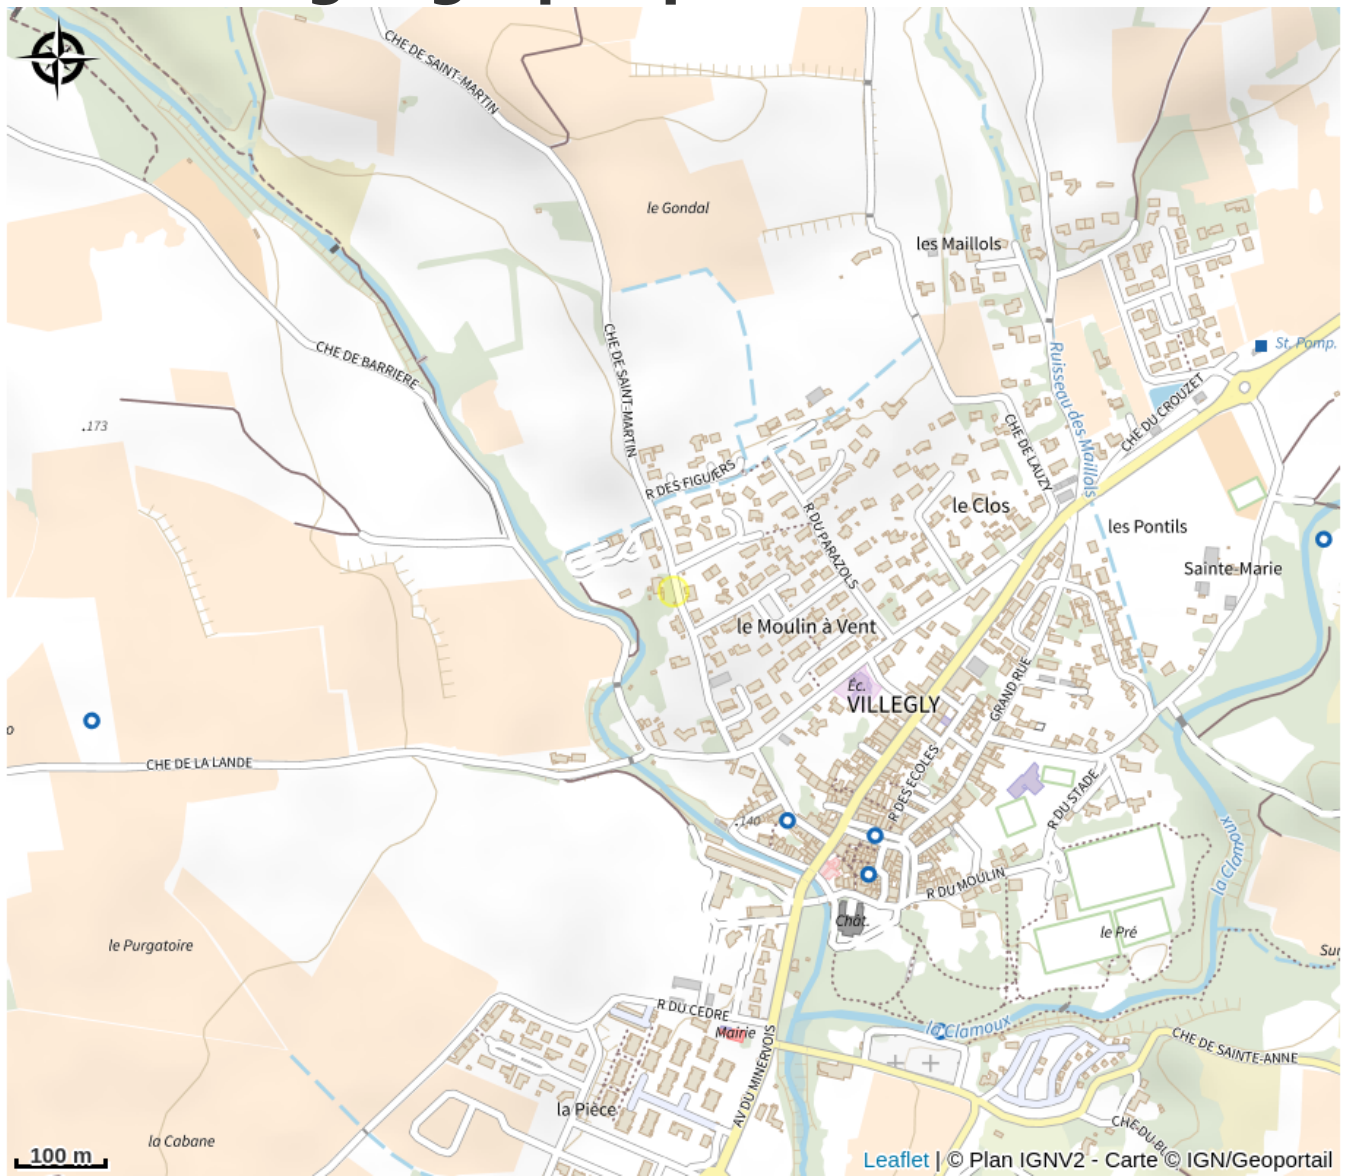 CHE DE SAINT-MARTIN
le Gondal
les Maillols
CHE DE SAINT-MARTIN
CHE DE BARRIERE
Ruisseau des Maillols
St. Pomp.
CHE DU CROUZET
.173
CHE DE LAUZY
R DES FIGUIERS
le Clos
R DU PARAZOLS
les Pontils
Sainte-Marie
le Moulin à Vent
Éc.
VILLEGLY
GRAND RUE
CHE DE LA LANDE
R DES ECOLES
R DU STADE
.140
la Clamoux
R DU MOULIN
Chât.
le Pré
le Purgatoire
R DU CEDRE
Mairie
la Clamoux
AV DU MINERVOIS
CHE DE SAINTE-ANNE
la Pièce
la Cabane
100 m
Leaflet | © Plan IGNV2 - Carte © IGN/Geoportail